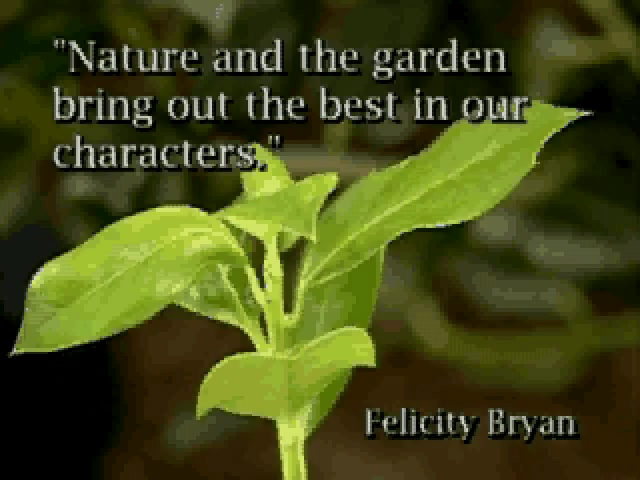 "Nature and the garden
bring out the best in our
characters."
Felicity Bryan